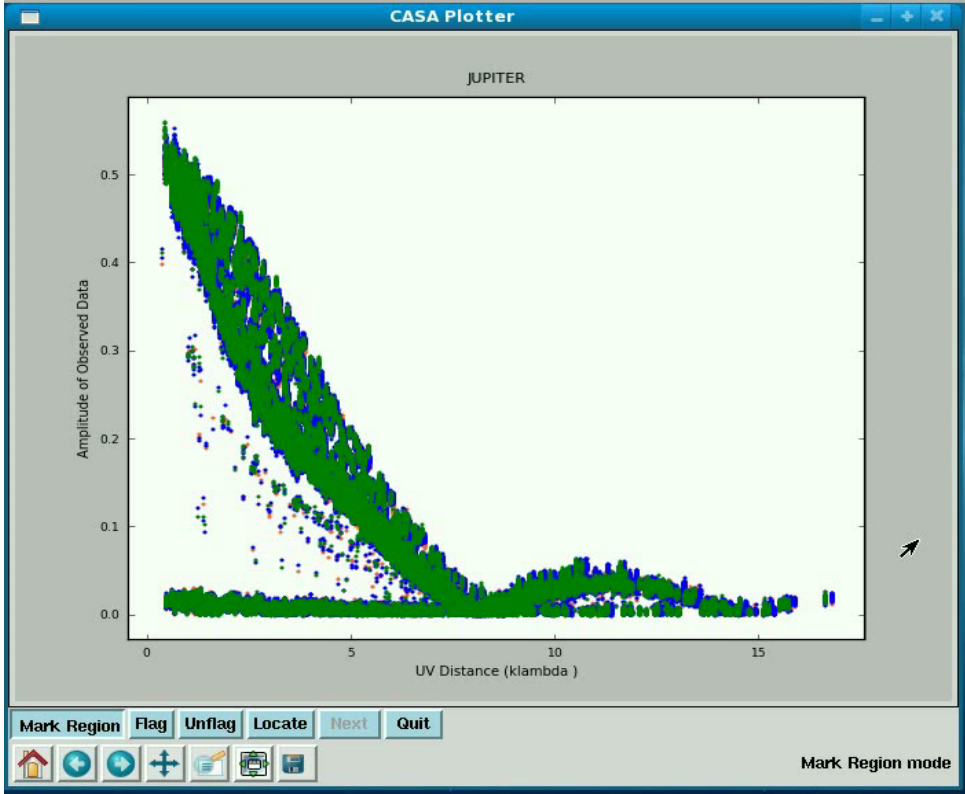 CASA Plotter
JUPITER
Amplitude of Observed Data
0.5
0.4
0.3
0.2
0.1
0.0
0 5 10 15
UV Distance (klambda )
Mark Region Flag Unflag Locate Next Quit
Mark Region mode